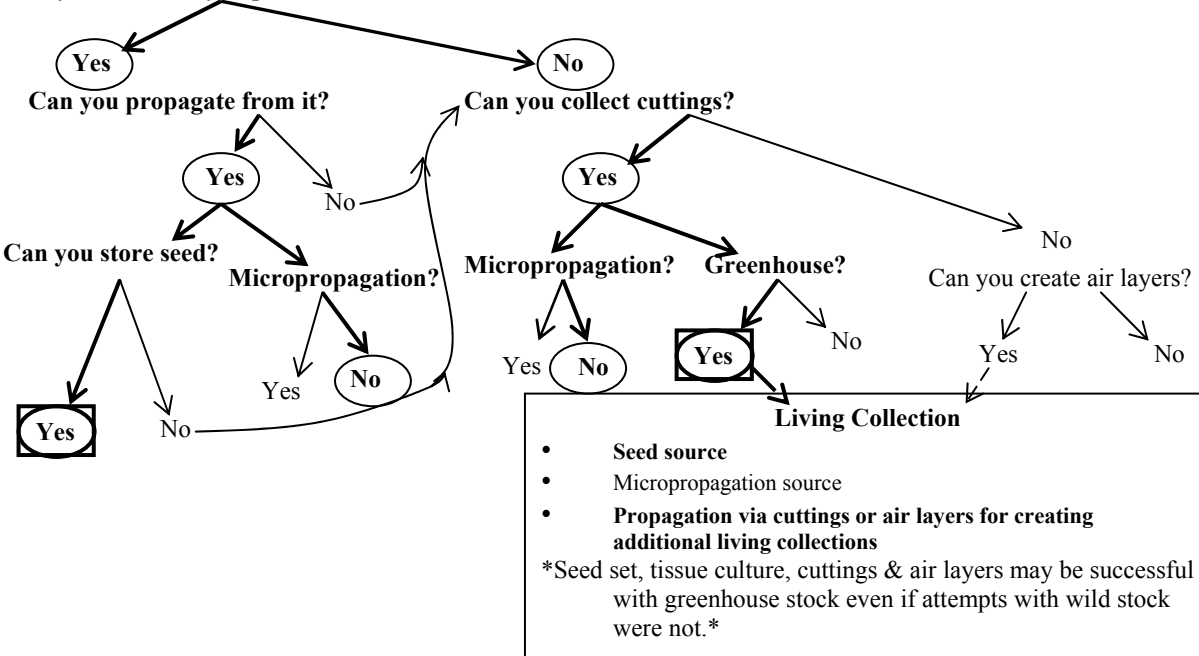 Yes
No
Can you propagate from it?
Can you collect cuttings?
Yes
No
Yes
No
Can you store seed?
Micropropagation?
Micropropagation?
Greenhouse?
Can you create air layers?
Yes
No
Yes
No
Yes
No
Yes
No
Yes
No
Living Collection
• Seed source
• Micropropagation source
• Propagation via cuttings or air layers for creating
additional living collections
*Seed set, tissue culture, cuttings & air layers may be successful
with greenhouse stock even if attempts with wild stock
were not.*